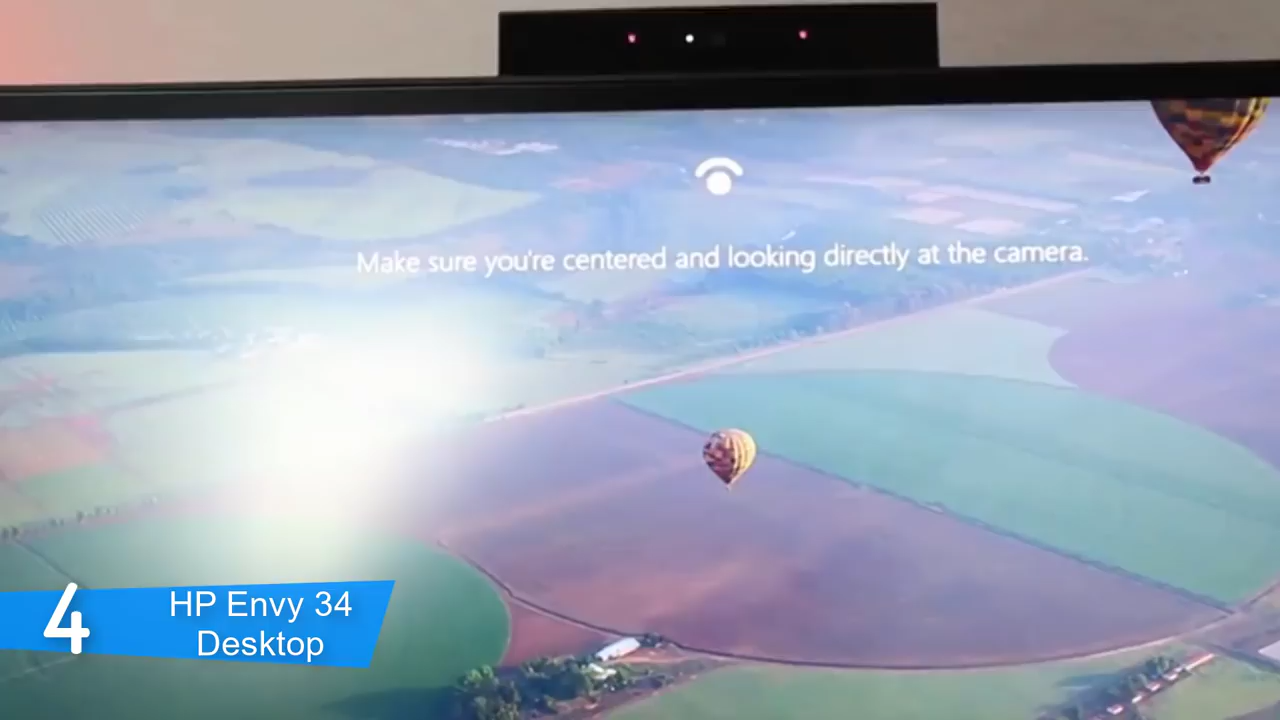 Make sure you're centered and looking directly at the camera.
4
HP Envy 34
Desktop